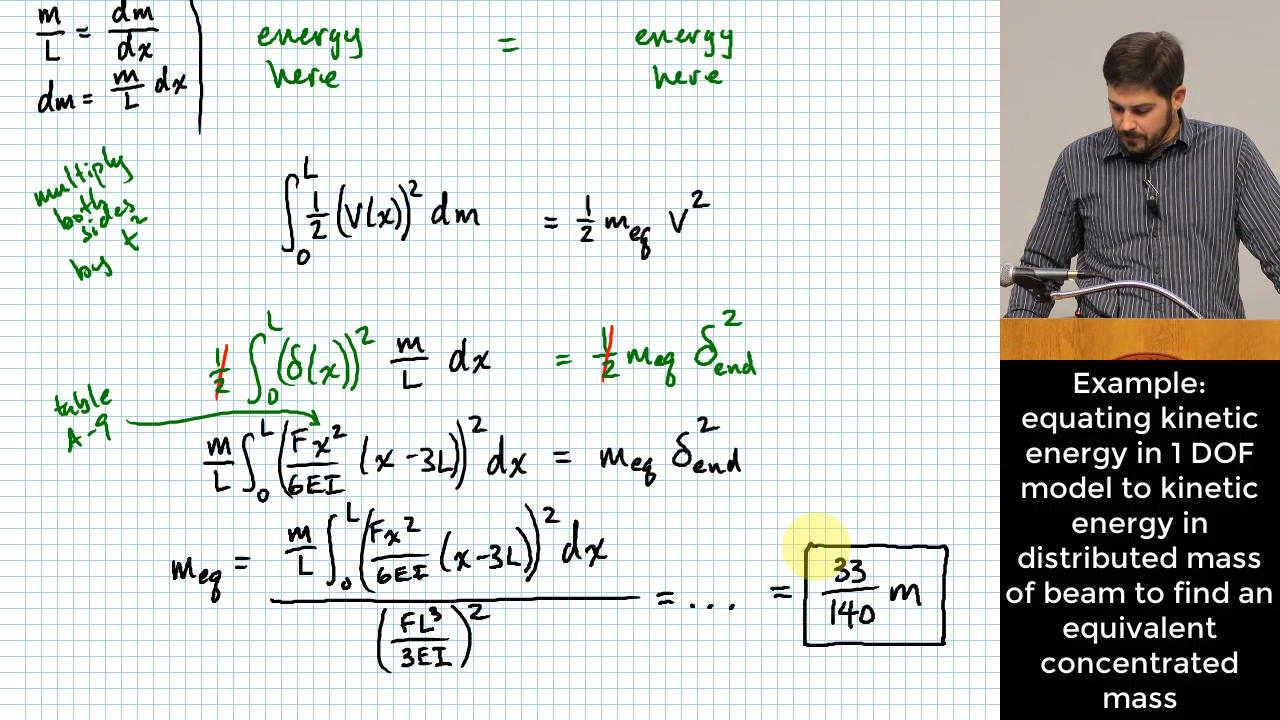 m/L = dm/dx
dm = m/L dx
energy here = energy here
multiply
both
sides
by t²
∫₀ᴸ 1/2 (V(x))² dm = 1/2 m_eq V²
1/2 ∫₀ᴸ (δ(x))² m/L dx = 1/2 m_eq δ_end²
table
A-9
m/L ∫₀ᴸ (Fx²/6EI (x - 3L))² dx = m_eq δ_end²
m_eq = m/L ∫₀ᴸ (Fx²/6EI (x - 3L))² dx / (FL³/3EI)² = ... = 33/140 m
Example:
equating kinetic
energy in 1 DOF
model to kinetic
energy in
distributed mass
of beam to find an
equivalent
concentrated
mass